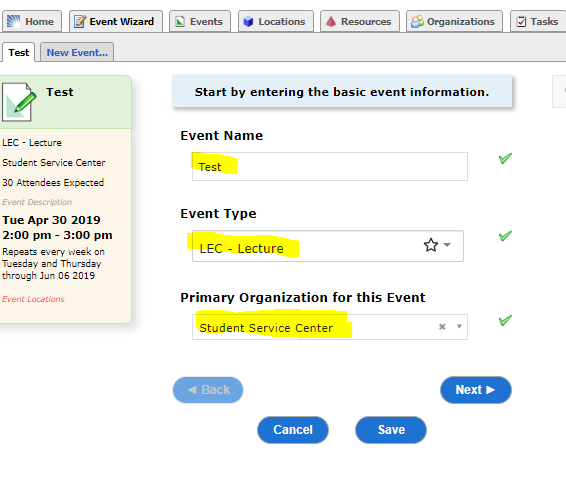 Home Event Wizard Events Locations Resources Organizations Tasks
Test New Event...
Test
LEC - Lecture
Student Service Center
30 Attendees Expected
Event Description
Tue Apr 30 2019
2:00 pm - 3:00 pm
Repeats every week on
Tuesday and Thursday
through Jun 06 2019
Event Locations
Start by entering the basic event information.
Event Name
Test
Event Type
LEC - Lecture
Primary Organization for this Event
Student Service Center
Back Next
Cancel Save